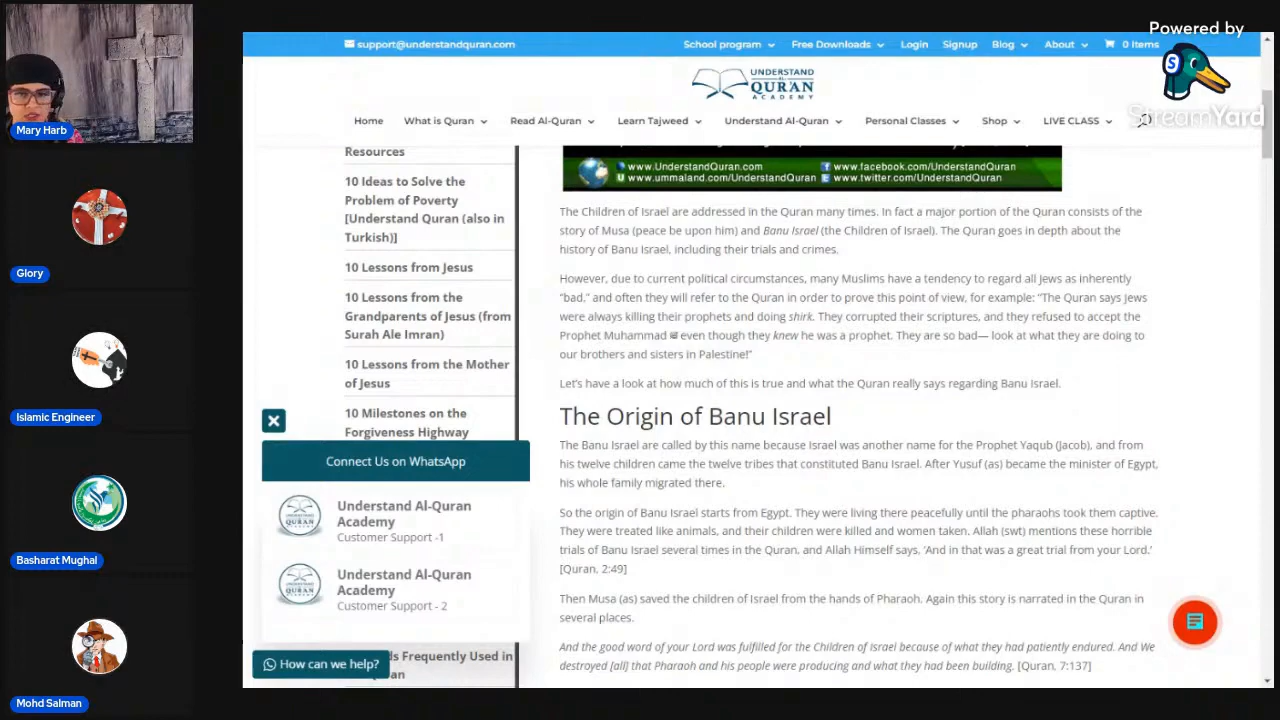 Powered by
StreamYard
Mary Harb
Glory
Islamic Engineer
Basharat Mughal
Mohd Salman
support@understandquran.com
School program
Free Downloads
Login
Signup
Blog
About
0 Items
UNDERSTAND
AL-
QURAN
ACADEMY
Home
What is Quran
Read Al-Quran
Learn Tajweed
Understand Al-Quran
Personal Classes
Shop
LIVE CLASS
Resources
10 Ideas to Solve the
Problem of Poverty
[Understand Quran (also in
Turkish)]
10 Lessons from Jesus
10 Lessons from the
Grandparents of Jesus (from
Surah Ale Imran)
10 Lessons from the Mother
of Jesus
10 Milestones on the
Forgiveness Highway
Connect Us on WhatsApp
Understand Al-Quran
Academy
Customer Support -1
Understand Al-Quran
Academy
Customer Support - 2
Frequently Used in
How can we help?
www.UnderstandQuran.com
www.facebook.com/UnderstandQuran
www.ummaland.com/UnderstandQuran
www.twitter.com/UnderstandQuran
The Children of Israel are addressed in the Quran many times. In fact a major portion of the Quran consists of the
story of Musa (peace be upon him) and Banu Israel (the Children of Israel). The Quran goes in depth about the
history of Banu Israel, including their trials and crimes.
However, due to current political circumstances, many Muslims have a tendency to regard all Jews as inherently
“bad,” and often they will refer to the Quran in order to prove this point of view, for example: “The Quran says Jews
were always killing their prophets and doing shirk. They corrupted their scriptures, and they refused to accept the
Prophet Muhammad ﷺ even though they knew he was a prophet. They are so bad— look at what they are doing to
our brothers and sisters in Palestine!”
Let’s have a look at how much of this is true and what the Quran really says regarding Banu Israel.
The Origin of Banu Israel
The Banu Israel are called by this name because Israel was another name for the Prophet Yaqub (Jacob), and from
his twelve children came the twelve tribes that constituted Banu Israel. After Yusuf (as) became the minister of Egypt,
his whole family migrated there.
So the origin of Banu Israel starts from Egypt. They were living there peacefully until the pharaohs took them captive.
They were treated like animals, and their children were killed and women taken. Allah (swt) mentions these horrible
trials of Banu Israel several times in the Quran, and Allah Himself says, ‘And in that was a great trial from your Lord.’
[Quran, 2:49]
Then Musa (as) saved the children of Israel from the hands of Pharaoh. Again this story is narrated in the Quran in
several places.
And the good word of your Lord was fulfilled for the Children of Israel because of what they had patiently endured. And We
destroyed [all] that Pharaoh and his people were producing and what they had been building. [Quran, 7:137]